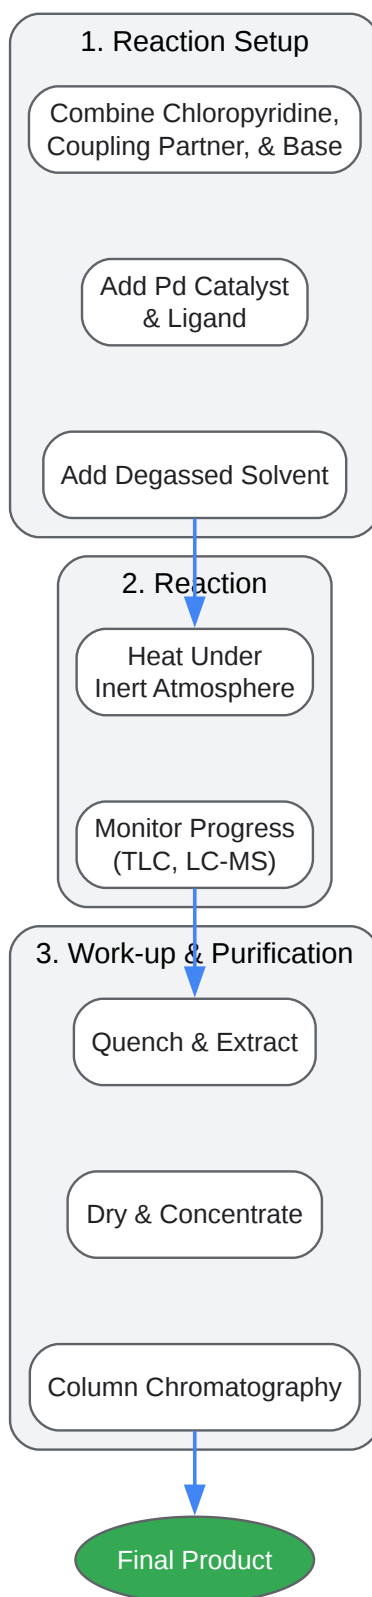 1. Reaction Setup
Combine Chloropyridine,
Coupling Partner, & Base
Add Pd Catalyst
& Ligand
Add Degassed Solvent
2. Reaction
Heat Under
Inert Atmosphere
Monitor Progress
(TLC, LC-MS)
3. Work-up & Purification
Quench & Extract
Dry & Concentrate
Column Chromatography
Final Product